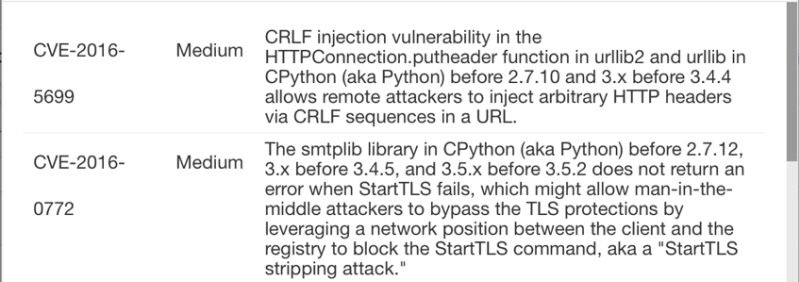 CVE-2016-
5699
Medium
CRLF injection vulnerability in the
HTTPConnection.putheader function in urllib2 and urllib in
CPython (aka Python) before 2.7.10 and 3.x before 3.4.4
allows remote attackers to inject arbitrary HTTP headers
via CRLF sequences in a URL.
CVE-2016-
0772
Medium
The smtplib library in CPython (aka Python) before 2.7.12,
3.x before 3.4.5, and 3.5.x before 3.5.2 does not return an
error when StartTLS fails, which might allow man-in-the-
middle attackers to bypass the TLS protections by
leveraging a network position between the client and the
registry to block the StartTLS command, aka a "StartTLS
stripping attack."